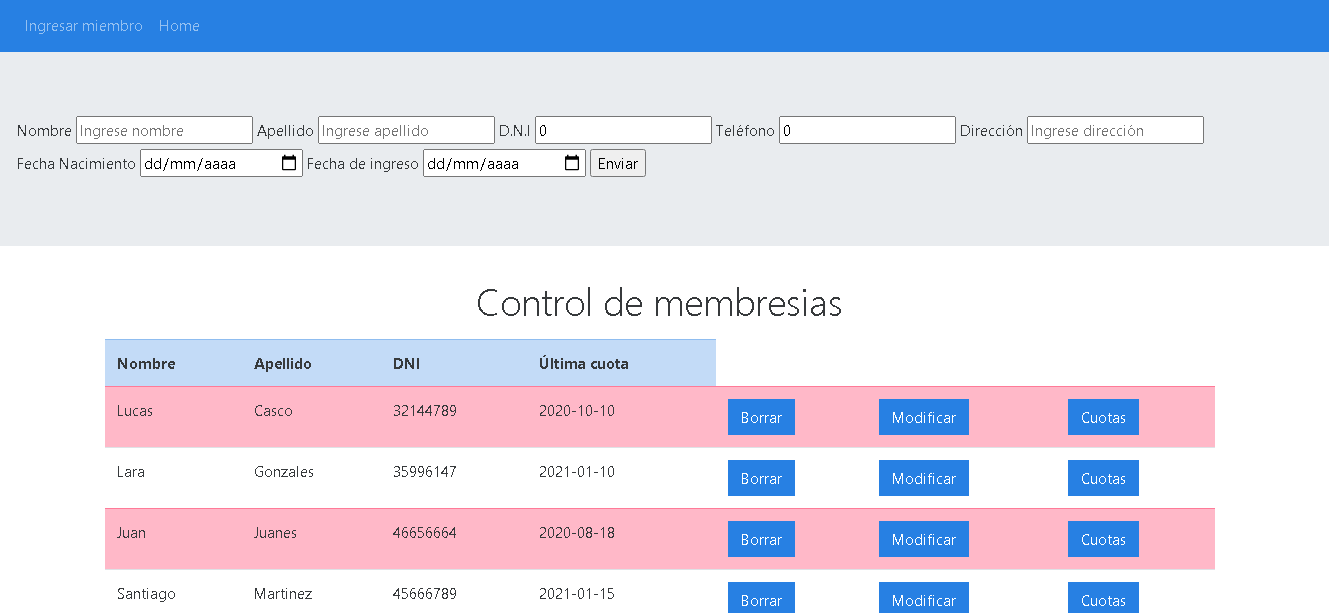 Ingresar miembro Home
Nombre Ingrese nombre Apellido Ingrese apellido D.N.I 0 Teléfono 0 Dirección Ingrese dirección
Fecha Nacimiento dd/mm/aaaa Fecha de ingreso dd/mm/aaaa Enviar
Control de membresias
Nombre Apellido DNI Última cuota
Lucas Casco 32144789 2020-10-10 Borrar Modificar Cuotas
Lara Gonzales 35996147 2021-01-10 Borrar Modificar Cuotas
Juan Juanes 46656664 2020-08-18 Borrar Modificar Cuotas
Santiago Martinez 45666789 2021-01-15 Borrar Modificar Cuotas